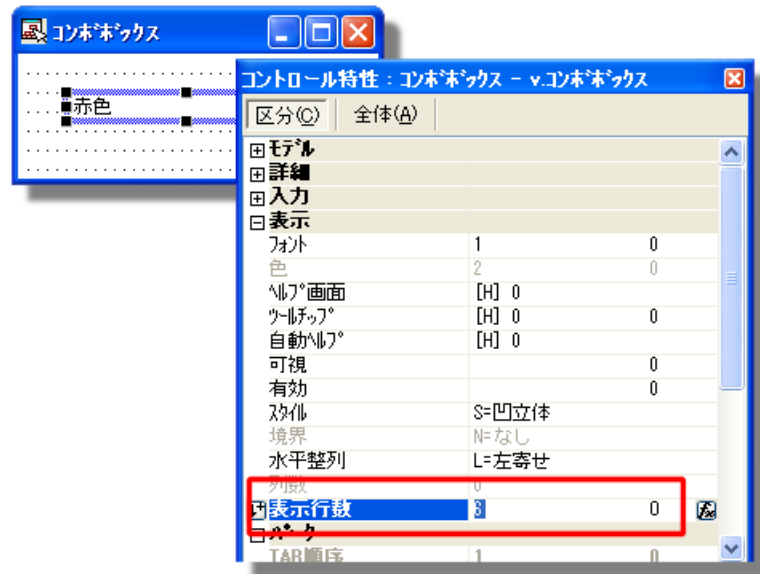 ｺﾝﾎﾞﾎﾞｯｸｽ
赤色
コントロール特性：ｺﾝﾎﾞﾎﾞｯｸｽ - v.ｺﾝﾎﾞﾎﾞｯｸｽ
区分(C) 全体(A)
ﾓﾃﾞﾙ
詳細
入力
表示
ﾌｫﾝﾄ 1 0
色 2 0
ﾍﾙﾌﾟ画面 [H] 0
ﾂｰﾙﾁｯﾌﾟ [H] 0 0
自動ﾍﾙﾌﾟ [H] 0
可視 0
有効 0
ｽﾀｲﾙ S=凹立体
境界 N=なし
水平整列 L=左寄せ
列数 0
表示行数 3 0
TAB順序 1 0